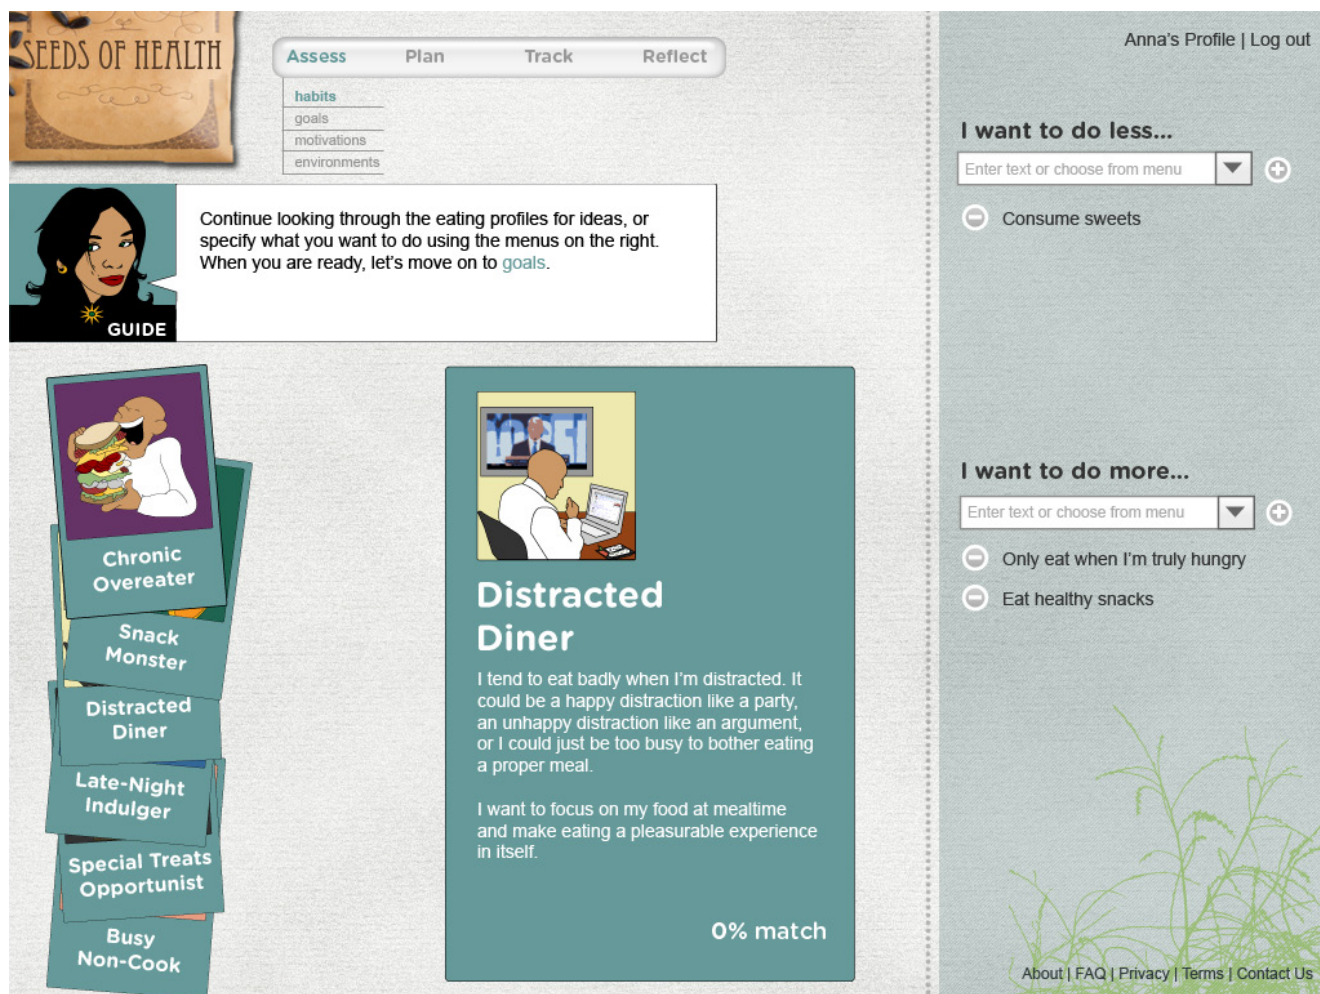 SEEDS OF HEALTH
Assess Plan Track Reflect
habits
goals
motivations
environments
Anna's Profile | Log out
GUIDE
Continue looking through the eating profiles for ideas, or
specify what you want to do using the menus on the right.
When you are ready, let's move on to goals.
Chronic
Overeater
Snack
Monster
Distracted
Diner
Late-Night
Indulger
Special Treats
Opportunist
Busy
Non-Cook
Distracted
Diner
I tend to eat badly when I'm distracted. It
could be a happy distraction like a party,
an unhappy distraction like an argument,
or I could just be too busy to bother eating
a proper meal.
I want to focus on my food at mealtime
and make eating a pleasurable experience
in itself.
0% match
I want to do less...
Enter text or choose from menu
Consume sweets
I want to do more...
Enter text or choose from menu
Only eat when I'm truly hungry
Eat healthy snacks
About | FAQ | Privacy | Terms | Contact Us